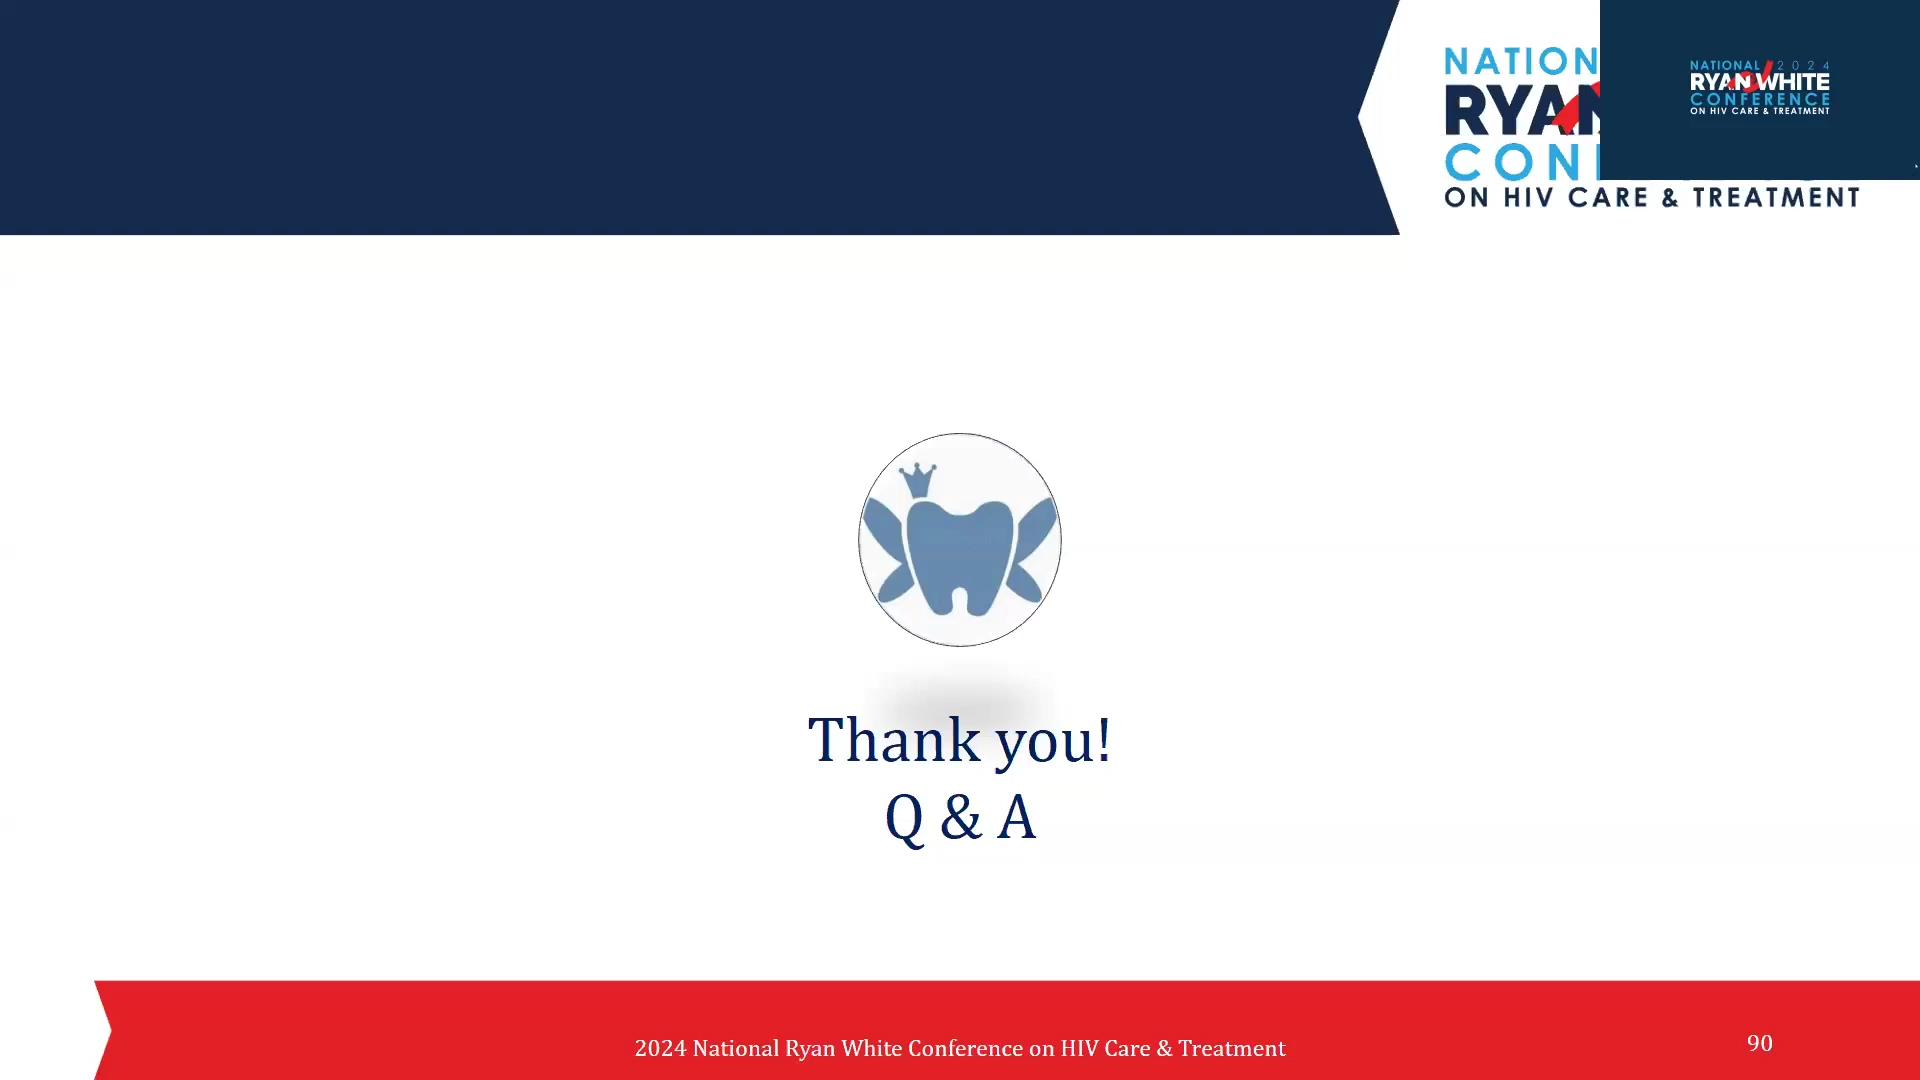 NATION
RYAN
CON
ON HIV CARE & TREATMENT
NATIONAL 2024
RYAN WHITE
CONFERENCE
ON HIV CARE & TREATMENT
Thank you!
Q & A
2024 National Ryan White Conference on HIV Care & Treatment
90